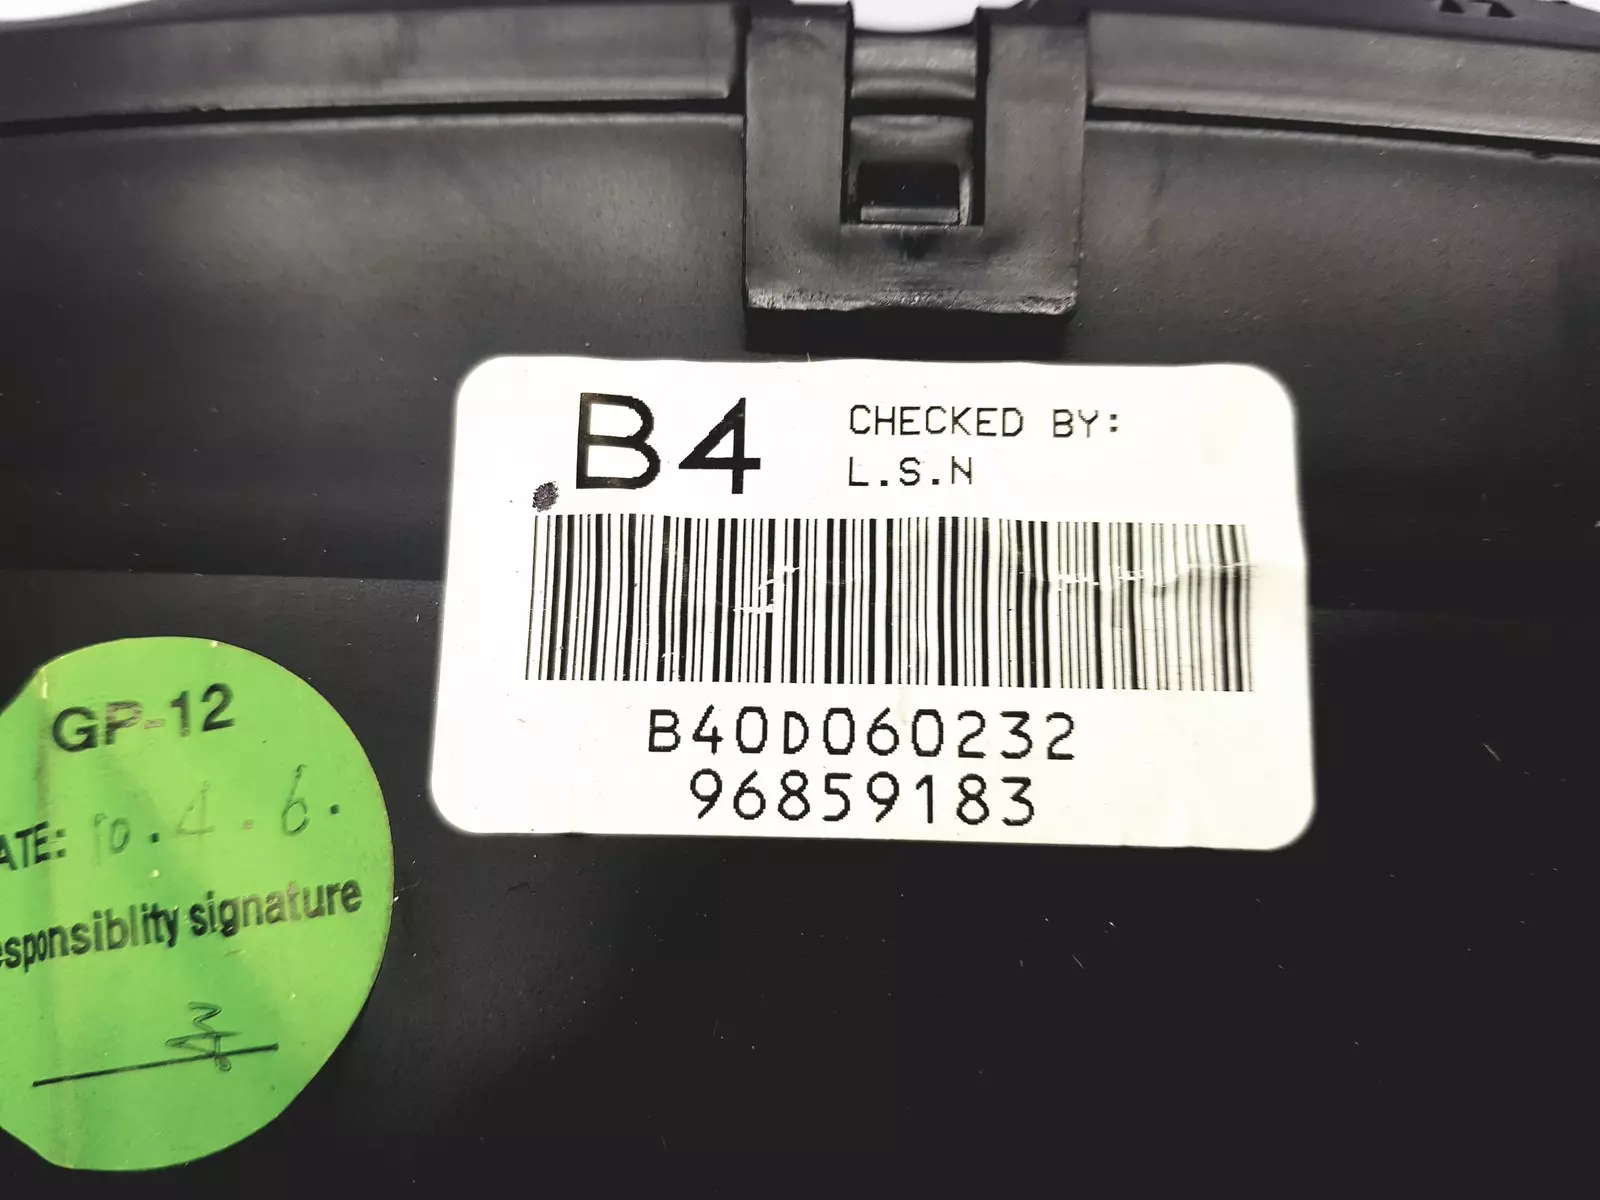 B4
CHECKED BY:
L.S.N
B40D060232
96859183
GP-12
ATE: 10.4.6.
esponsiblity signature